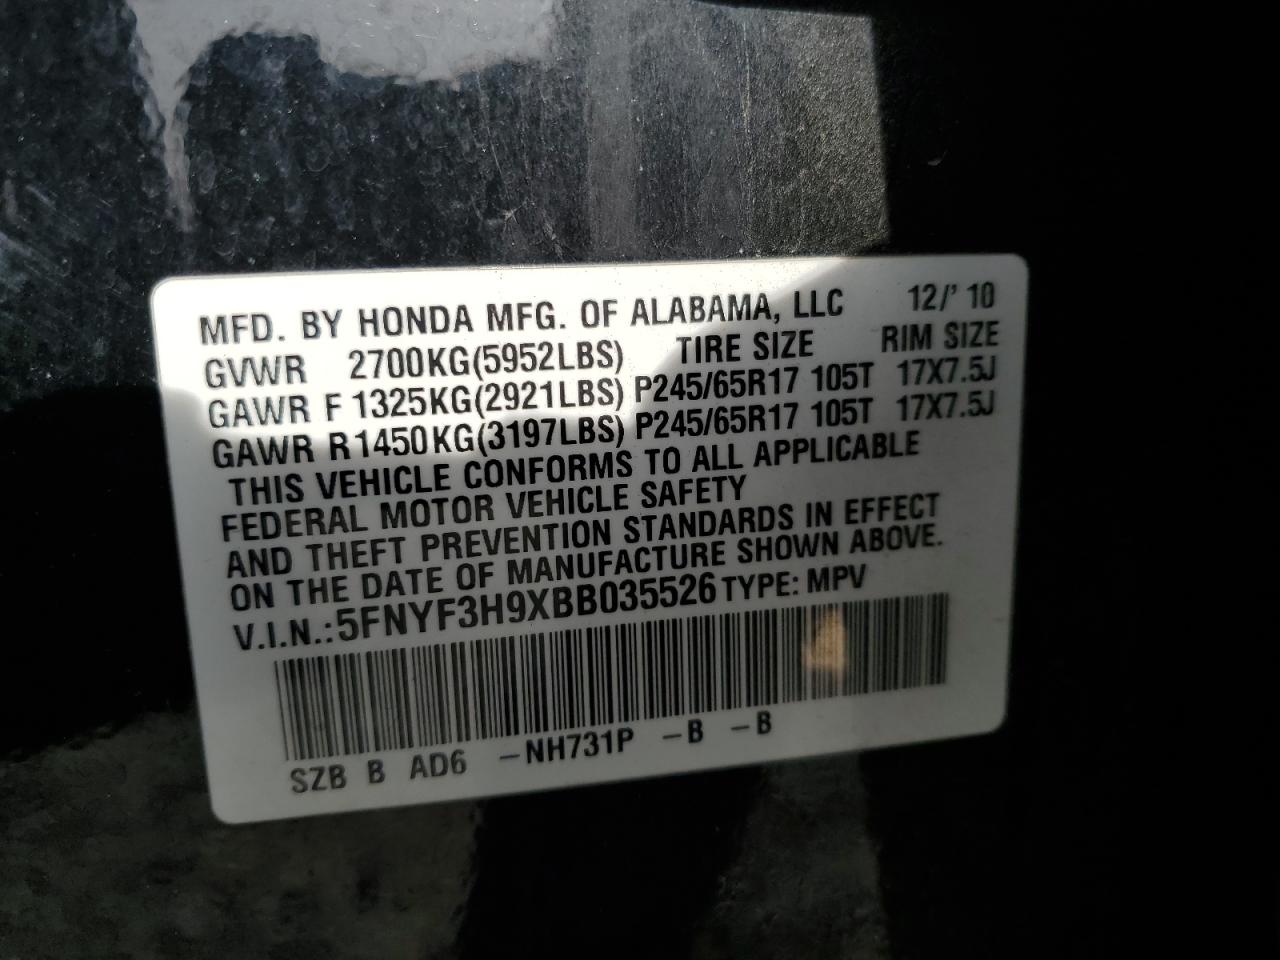 MFD. BY HONDA MFG. OF ALABAMA, LLC 12/' 10
GVWR 2700KG(5952LBS) TIRE SIZE RIM SIZE
GAWR F 1325KG(2921LBS) P245/65R17 105T 17X7.5J
GAWR R1450KG(3197LBS) P245/65R17 105T 17X7.5J
THIS VEHICLE CONFORMS TO ALL APPLICABLE
FEDERAL MOTOR VEHICLE SAFETY
AND THEFT PREVENTION STANDARDS IN EFFECT
ON THE DATE OF MANUFACTURE SHOWN ABOVE.
V.I.N.:5FNYF3H9XBB035526 TYPE: MPV
SZB B AD6 -NH731P -B -B